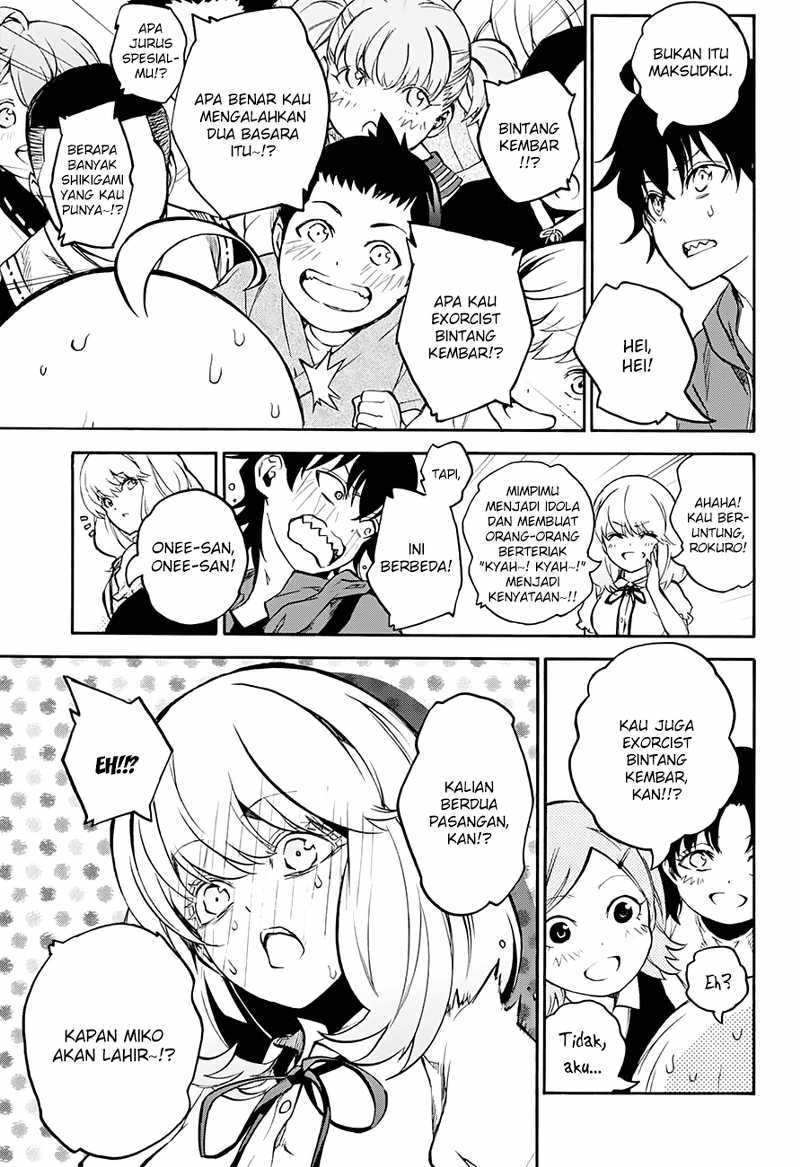 BUKAN ITU
MAKSUDKU.
HEI,
HEI!
BINTANG
KEMBAR
!!?
APA KAU
EXORCIST
BINTANG
KEMBAR!?
APA BENAR KAU
MENGALAHKAN
DUA BASARA
ITU~!?
APA
JURUS
SPESIAL-
MU!?
BERAPA
BANYAK
SHIKIGAMI
YANG KAU
PUNYA~!?
AHAHA!
KAU BER-
UNTUNG,
ROKURO!
MIMPIMU
MENJADI IDOLA
DAN MEMBUAT
ORANG-ORANG
BERTERIAK
"KYAH~! KYAH~!"
MENJADI
KENYATAAN~!!
TAPI,
INI
BERBEDA!
ONEE-SAN,
ONEE-SAN!
KAU JUGA
EXORCIST
BINTANG
KEMBAR,
KAN!!?
Eh?
Tidak,
aku...
KALIAN
BERDUA
PASANGAN,
KAN!?
EH!!?
KAPAN MIKO
AKAN LAHIR~!?